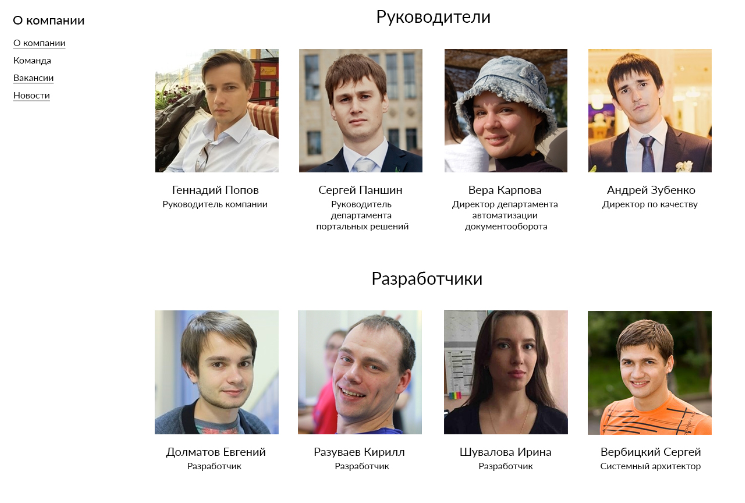 О компании
О компании
Команда
Вакансии
Новости
Руководители
Геннадий Попов
Руководитель компании
Сергей Паншин
Руководитель
департамента
портальных решений
Вера Карпова
Директор департамента
автоматизации
документооборота
Андрей Зубенко
Директор по качеству
Разработчики
Долматов Евгений
Разработчик
Разуваев Кирилл
Разработчик
Шувалова Ирина
Разработчик
Вербицкий Сергей
Системный архитектор